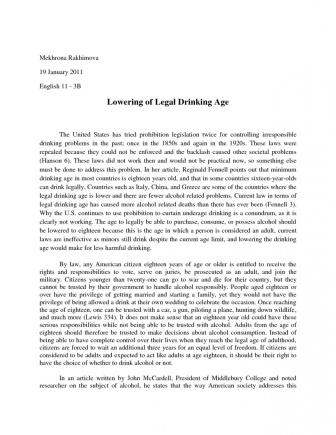 Mekhrona Rakhimova
19 January 2011
English 11 - 3B
Lowering of Legal Drinking Age
The United States has tried prohibition legislation twice for controlling irresponsible
drinking problems in the past; once in the 1850s and again in the 1920s. These laws were
repealed because they could not be enforced and the backlash caused other societal problems
(Hanson 6). These laws did not work then and would not be practical now, so something else
must be done to address this problem. In her article, Reginald Fennell points out that minimum
drinking age in most countries is eighteen years old, and that in some countries sixteen-year-olds
can drink legally. Countries such as Italy, China, and Greece are some of the countries where the
legal drinking age is lower and there are fewer alcohol related problems. Current law in terms of
legal drinking age has caused more alcohol related deaths than there has ever been (Fennell 3).
Why the U.S. continues to use prohibition to certain underage drinking is a conundrum, as it is
clearly not working. The age to legally be able to purchase, consume, or possess alcohol should
be lowered to eighteen because this is the age in which a person is considered an adult, current
laws are ineffective as minors still drink despite the current age limit, and lowering the drinking
age would make for less harmful drinking.
By law, any American citizen eighteen years of age or older is entitled to receive the
rights and responsibilities to vote, serve on juries, be prosecuted as an adult, and join the
military. Citizens younger than twenty-one can go to war and die for their country, but they
cannot be trusted by their government to handle alcohol responsibly. People aged eighteen or
over have the privilege of getting married and starting a family, yet they would not have the
privilege of being allowed a drink at their own wedding to celebrate the occasion. Once reaching
the age of eighteen, one can be trusted with a car, a gun, piloting a plane, hunting down wildlife,
and much more (Lewis 334). It does not make sense that an eighteen year old could have these
serious responsibilities while not being able to be trusted with alcohol. Adults from the age of
eighteen should therefore be trusted to make decisions about alcohol consumption. Instead of
being able to have complete control over their lives when they reach the legal age of adulthood,
citizens are forced to wait an additional three years for an equal level of freedom. If citizens are
considered to be adults and expected to act like adults at age eighteen, it should be their right to
have the choice of whether to drink alcohol or not.
In an article written by John McCardell, President of Middlebury College and noted
researcher on the subject of alcohol, he states that the way American society addresses this